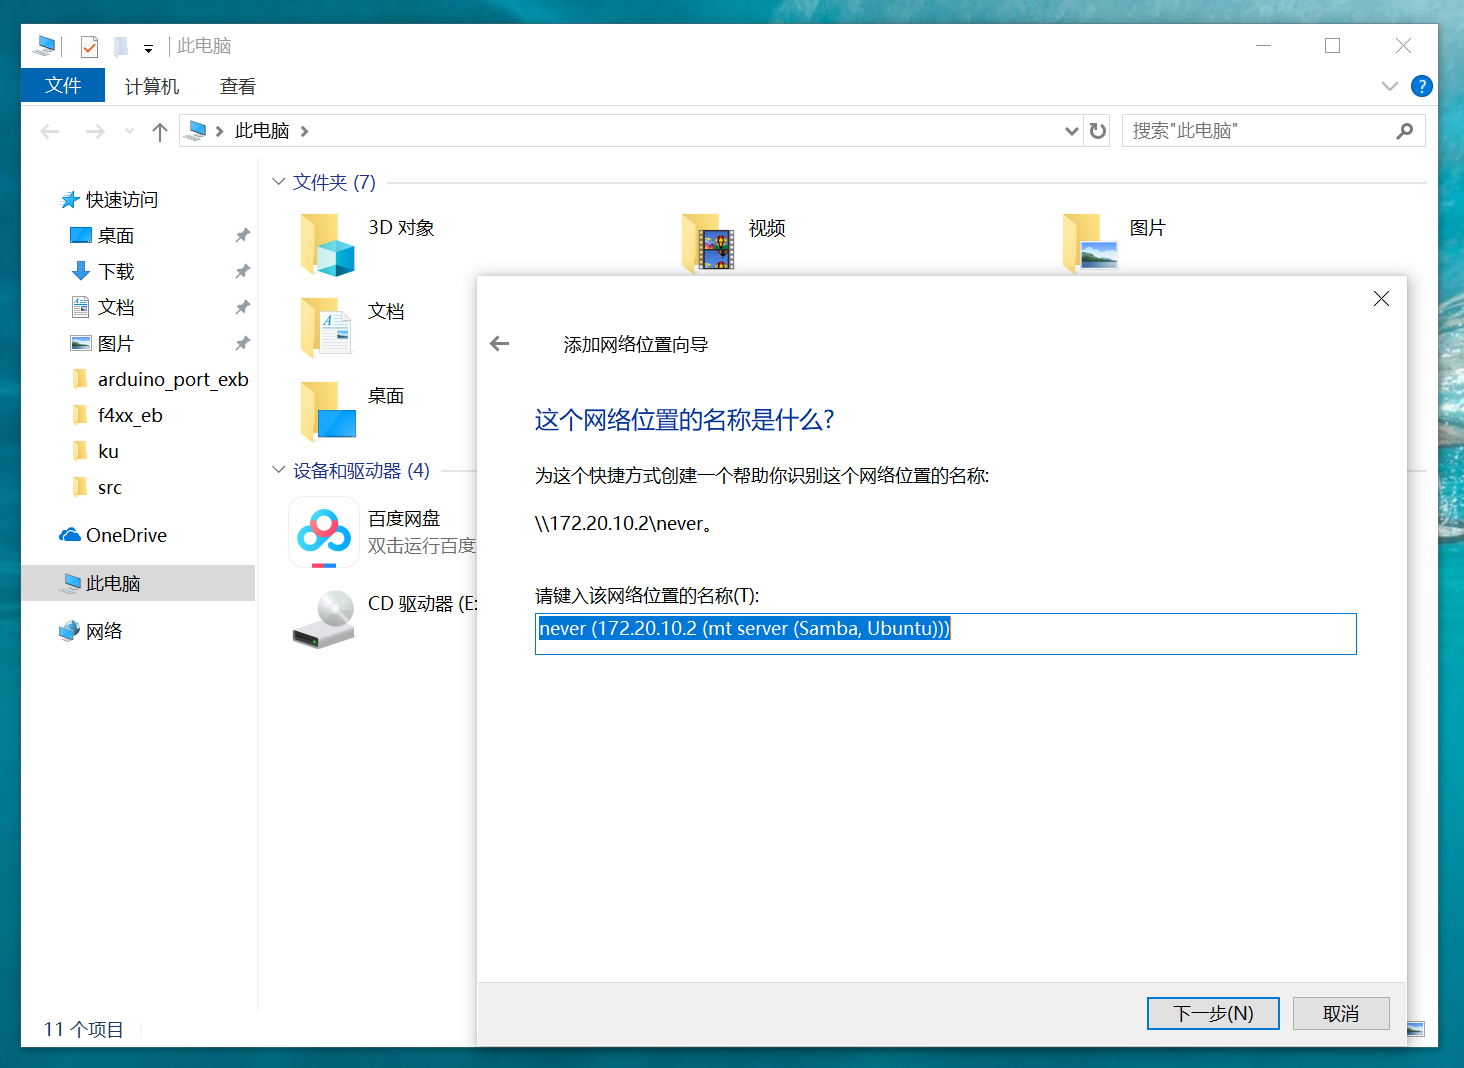 此电脑
文件 计算机 查看
此电脑
搜索"此电脑"
快速访问
桌面
下载
文档
图片
arduino_port_exb
f4xx_eb
ku
src
OneDrive
此电脑
网络
文件夹 (7)
3D 对象
视频
图片
文档
桌面
设备和驱动器 (4)
百度网盘
双击运行百度
CD 驱动器 (E:
添加网络位置向导
这个网络位置的名称是什么?
为这个快捷方式创建一个帮助你识别这个网络位置的名称:
\\172.20.10.2\never。
请键入该网络位置的名称(T):
never (172.20.10.2 (mt server (Samba, Ubuntu)))
下一步(N) 取消
11 个项目